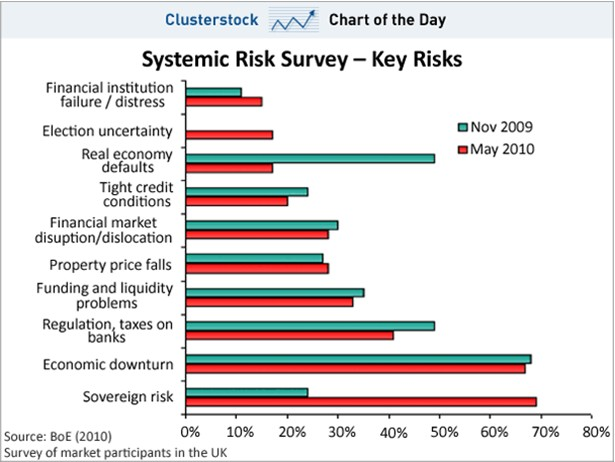 Clusterstock Chart of the Day
Systemic Risk Survey – Key Risks
Financial institution
failure / distress
Election uncertainty
Real economy
defaults
Tight credit
conditions
Financial market
disuption/dislocation
Property price falls
Funding and liquidity
problems
Regulation, taxes on
banks
Economic downturn
Sovereign risk
Nov 2009
May 2010
0% 10% 20% 30% 40% 50% 60% 70% 80%
Source: BoE (2010)
Survey of market participants in the UK